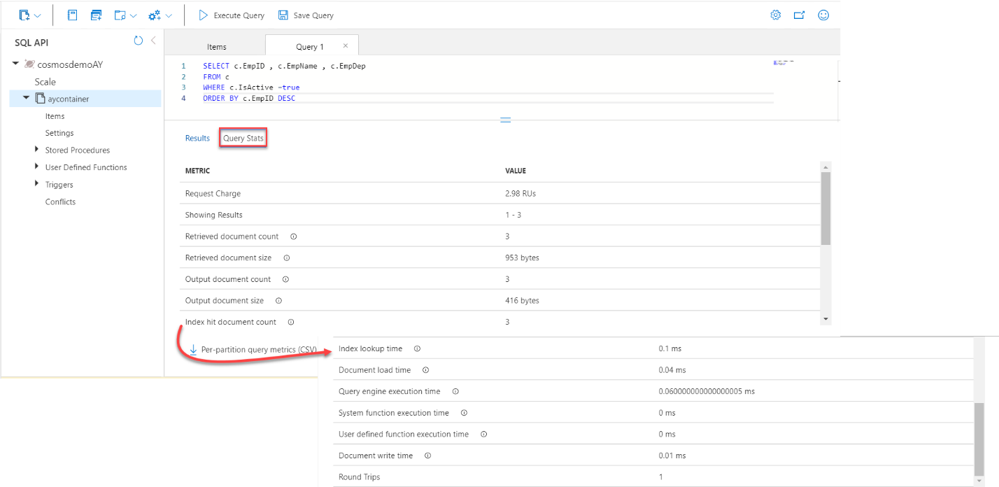 Execute Query
Save Query
SQL API
cosmosdemoAY
Scale
aycontainer
Items
Settings
Stored Procedures
User Defined Functions
Triggers
Conflicts
Items
Query 1
1 SELECT c.EmpID , c.EmpName , c.EmpDep
2 FROM c
3 WHERE c.IsActive =true
4 ORDER BY c.EmpID DESC
Results
Query Stats
METRIC VALUE
Request Charge 2.98 RUs
Showing Results 1 - 3
Retrieved document count 3
Retrieved document size 953 bytes
Output document count 3
Output document size 416 bytes
Index hit document count 3
Per-partition query metrics (CSV)
Index lookup time 0.1 ms
Document load time 0.04 ms
Query engine execution time 0.060000000000000005 ms
System function execution time 0 ms
User defined function execution time 0 ms
Document write time 0.01 ms
Round Trips 1